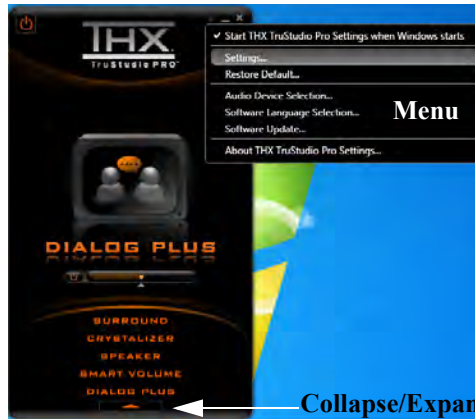 THX
TruStudio PRO
DIALOG PLUS
SURROUND
CRYSTALIZER
SPEAKER
SMART VOLUME
DIALOG PLUS
Start THX TruStudio Pro Settings when Windows starts
Settings...
Restore Default...
Audio Device Selection...
Software Language Selection...
Software Update...
About THX TruStudio Pro Settings...
Menu
Collapse/Expan